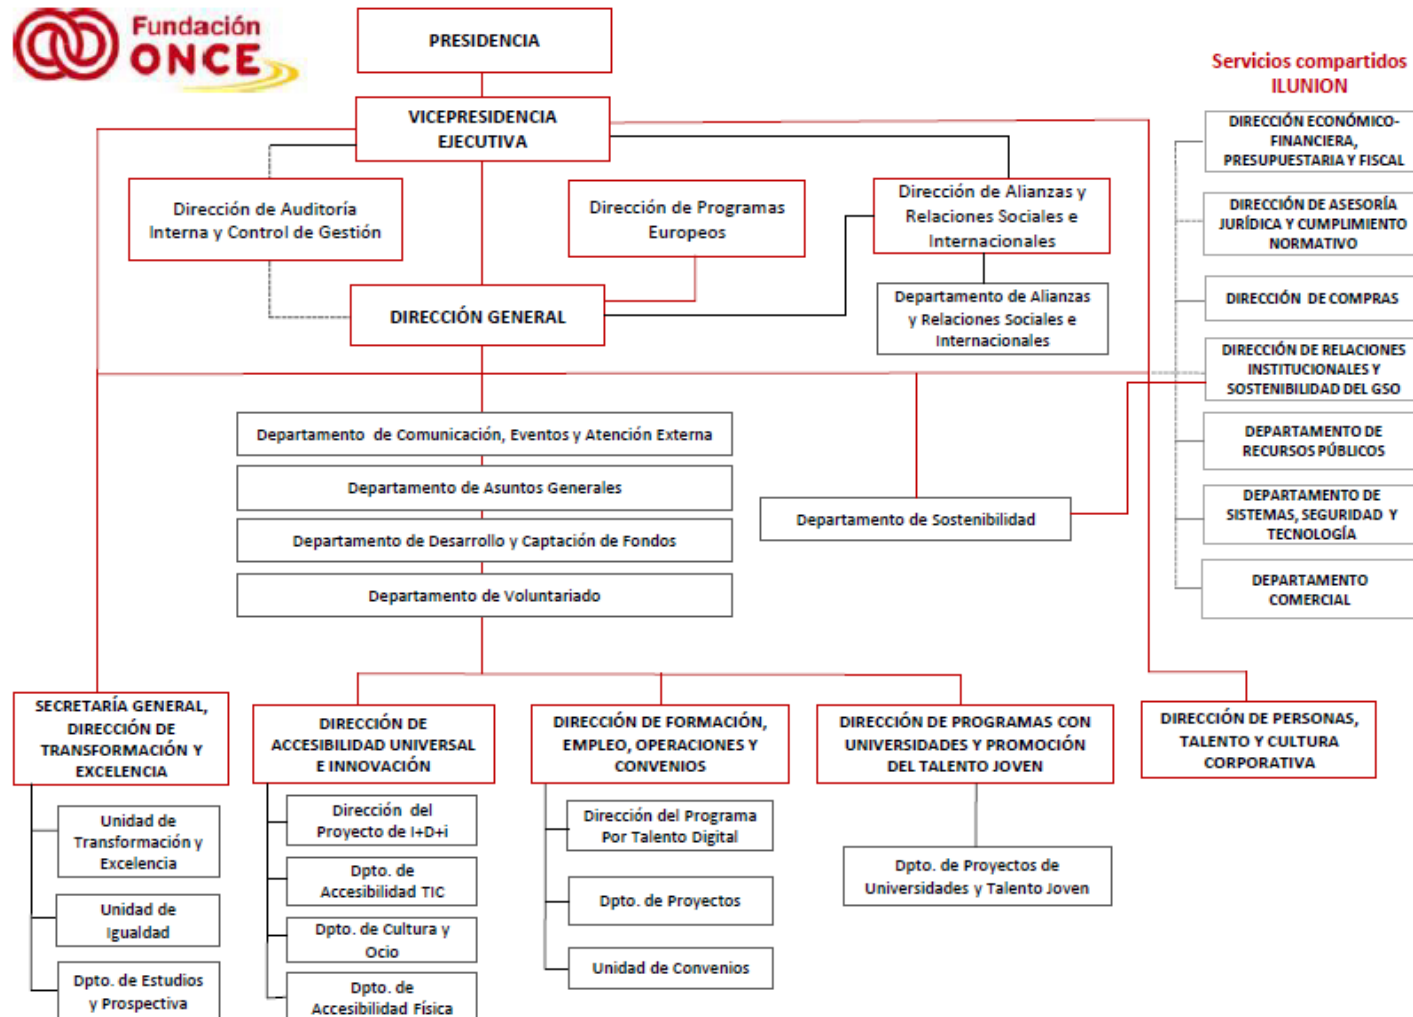 Fundación
ONCE
PRESIDENCIA
Servicios compartidos
ILUNION
VICEPRESIDENCIA
EJECUTIVA
DIRECCIÓN ECONÓMICO-
FINANCIERA,
PRESUPUESTARIA Y FISCAL
Dirección de Auditoría
Interna y Control de Gestión
Dirección de Programas
Europeos
Dirección de Alianzas y
Relaciones Sociales e
Internacionales
DIRECCIÓN DE ASESORÍA
JURÍDICA Y CUMPLIMIENTO
NORMATIVO
DIRECCIÓN GENERAL
Departamento de Alianzas
y Relaciones Sociales e
Internacionales
DIRECCIÓN DE COMPRAS
DIRECCIÓN DE RELACIONES
INSTITUCIONALES Y
SOSTENIBILIDAD DEL GSO
Departamento de Comunicación, Eventos y Atención Externa
Departamento de Asuntos Generales
Departamento de Desarrollo y Captación de Fondos
Departamento de Voluntariado
Departamento de Sostenibilidad
DEPARTAMENTO DE
RECURSOS PÚBLICOS
DEPARTAMENTO DE
SISTEMAS, SEGURIDAD Y
TECNOLOGÍA
DEPARTAMENTO
COMERCIAL
SECRETARÍA GENERAL,
DIRECCIÓN DE
TRANSFORMACIÓN Y
EXCELENCIA
DIRECCIÓN DE
ACCESIBILIDAD UNIVERSAL
E INNOVACIÓN
DIRECCIÓN DE FORMACIÓN,
EMPLEO, OPERACIONES Y
CONVENIOS
DIRECCIÓN DE PROGRAMAS CON
UNIVERSIDADES Y PROMOCIÓN
DEL TALENTO JOVEN
DIRECCIÓN DE PERSONAS,
TALENTO Y CULTURA
CORPORATIVA
Unidad de
Transformación y
Excelencia
Unidad de
Igualdad
Dpto. de Estudios
y Prospectiva
Dirección del
Proyecto de I+D+i
Dpto. de
Accesibilidad TIC
Dpto. de Cultura y
Ocio
Dpto. de
Accesibilidad Física
Dirección del Programa
Por Talento Digital
Dpto. de Proyectos
Unidad de Convenios
Dpto. de Proyectos de
Universidades y Talento Joven